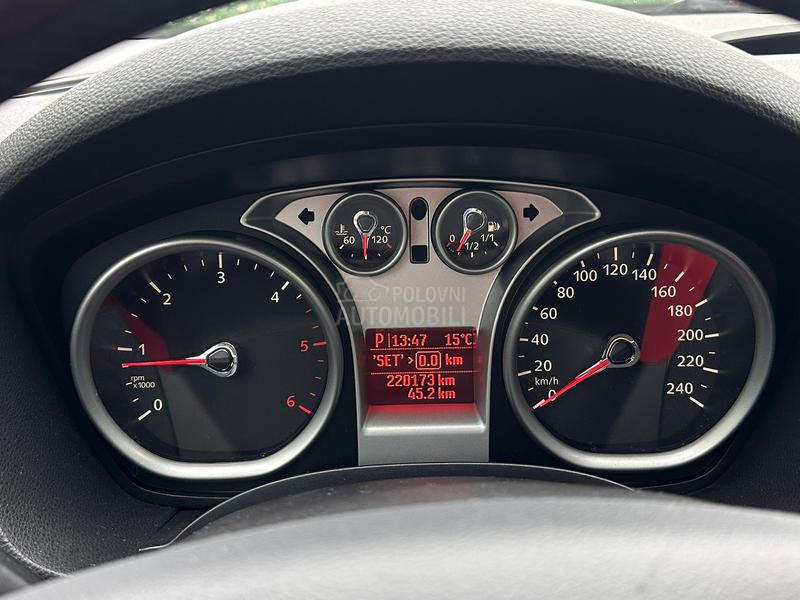 60 120 °C
0 1/2 1/1
0 1 2 3 4 5 6
rpm
x1000
POLOVNI
AUTOMOBILI
P 13:47 15°C
'SET' > 0.0 km
220173 km
45.2 km
0 20 40 60 80 100 120 140 160 180 200 220 240
km/h